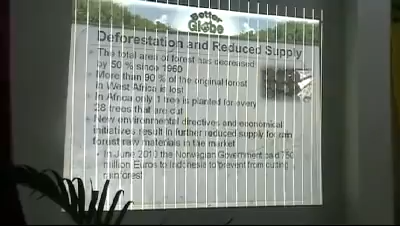 Better
Globe
Deforestation and Reduced Supply
The total area of forest has decreased
by 50 % since 1960
More than 90 % of the original forest
in West Africa is lost
In Africa only 1 tree is planted for every
28 trees that are cut
New environmental directives and economical
initiatives result in further reduced supply for rain
forest raw materials in the market
In June 2010 the Norwegian Government paid 750
million Euros to Indonesia to prevent from cutting
rainforest